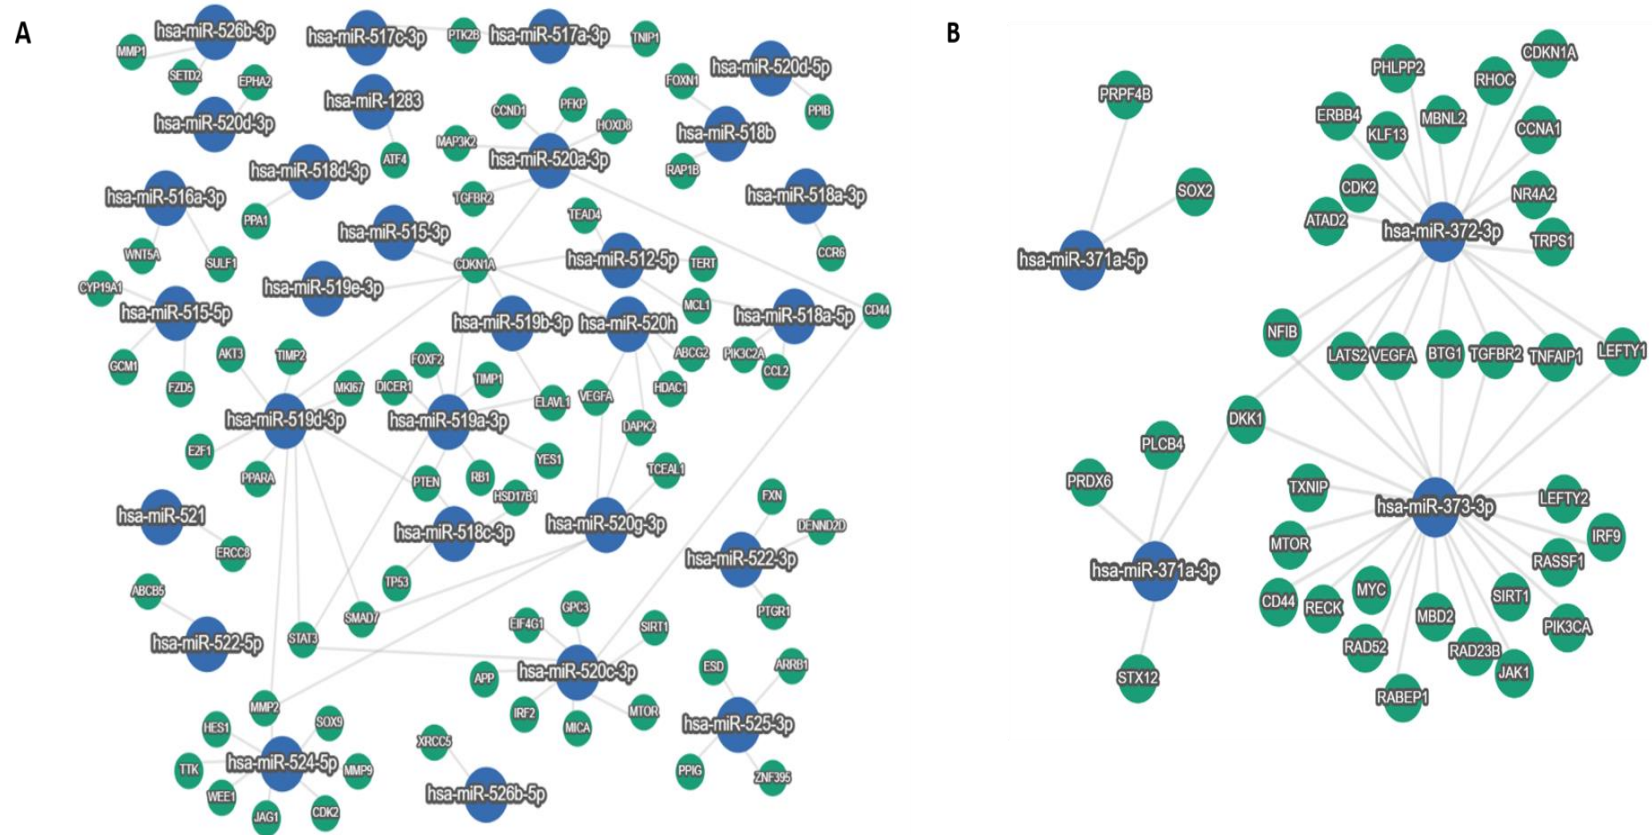 A
B
hsa-miR-526b-3p
hsa-miR-517c-3p
PTK2B
hsa-miR-517a-3p
TNIP1
MMP1
SETD2
EPHA2
hsa-miR-520d-3p
hsa-miR-1283
ATF4
hsa-miR-520d-5p
PPIB
FOXN1
hsa-miR-518b
RAP1B
CCND1
PFKP
HOXD8
MAP3K2
hsa-miR-520a-3p
TGFBR2
hsa-miR-518d-3p
PPA1
hsa-miR-516a-3p
WNT5A
SULF1
hsa-miR-518a-3p
CCR6
hsa-miR-515-3p
TEAD4
CDKN1A
hsa-miR-512-5p
TERT
hsa-miR-519e-3p
CYP19A1
hsa-miR-515-5p
GCM1
FZD5
hsa-miR-519b-3p
hsa-miR-520h
MCL1
hsa-miR-518a-5p
CD44
ABCG2
PIK3C2A
CCL2
HDAC1
AKT3
TIMP2
MKI67
FOXF2
DICER1
TIMP1
ELAVL1
VEGFA
DAPK2
hsa-miR-519d-3p
hsa-miR-519a-3p
E2F1
PPARA
PTEN
RB1
YES1
HSD17B1
TCEAL1
hsa-miR-521
ERCC8
hsa-miR-518c-3p
hsa-miR-520g-3p
TP53
FXN
DENND2D
hsa-miR-522-3p
PTGR1
ABCB5
hsa-miR-522-5p
STAT3
SMAD7
EIF4G1
GPC3
SIRT1
hsa-miR-520c-3p
APP
IRF2
MICA
MTOR
ESD
ARRB1
hsa-miR-525-3p
PPIG
ZNF395
MMP2
HES1
SOX9
hsa-miR-524-5p
TTK
MMP9
WEE1
JAG1
CDK2
XRCC5
hsa-miR-526b-5p
PRPF4B
SOX2
hsa-miR-371a-5p
CDKN1A
PHLPP2
RHOC
ERBB4
KLF13
MBNL2
CCNA1
CDK2
NR4A2
ATAD2
hsa-miR-372-3p
TRPS1
NFIB
LATS2
VEGFA
BTG1
TGFBR2
TNFAIP1
LEFTY1
DKK1
PLCB4
PRDX6
hsa-miR-371a-3p
STX12
TXNIP
hsa-miR-373-3p
LEFTY2
MTOR
IRF9
RASSF1
CD44
RECK
MYC
SIRT1
MBD2
PIK3CA
RAD52
RAD23B
JAK1
RABEP1